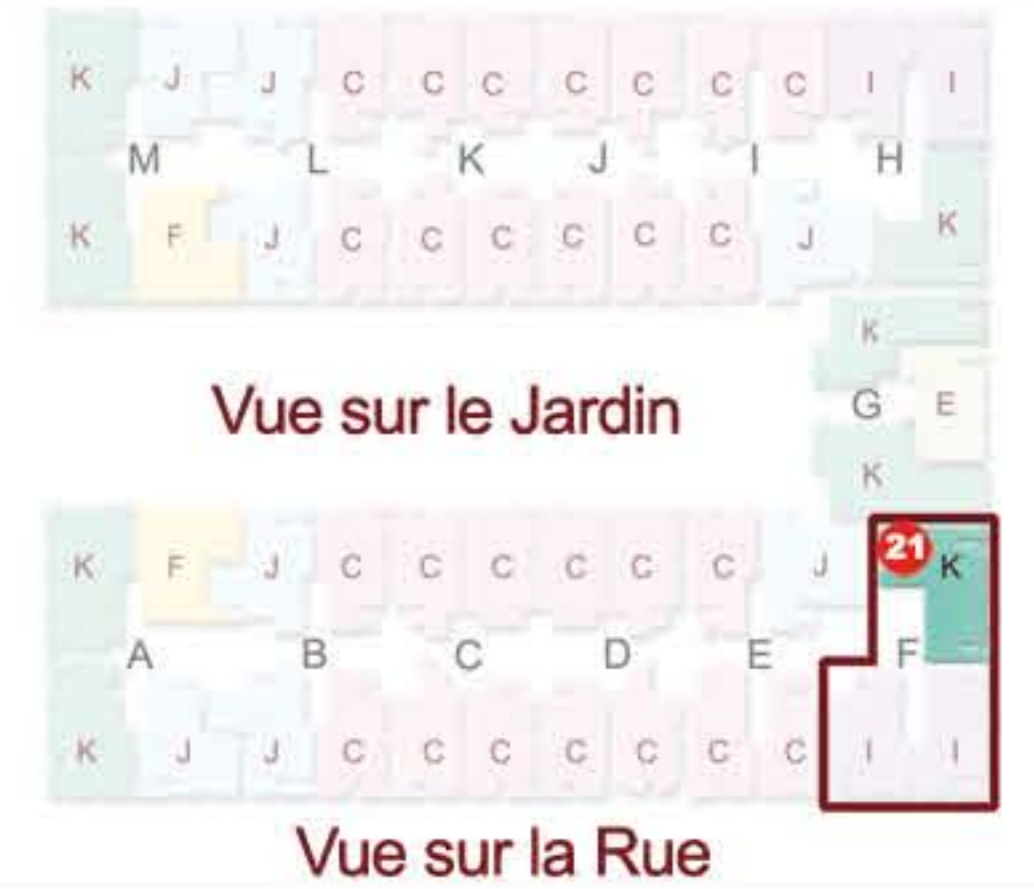 K J J C C C C C C C I I
M L K J I H
K F J C C C C C C J K
K
Vue sur le Jardin
G E
K
K F J C C C C C C J 21 K
A B C D E F
K J J C C C C C C C I I
Vue sur la Rue